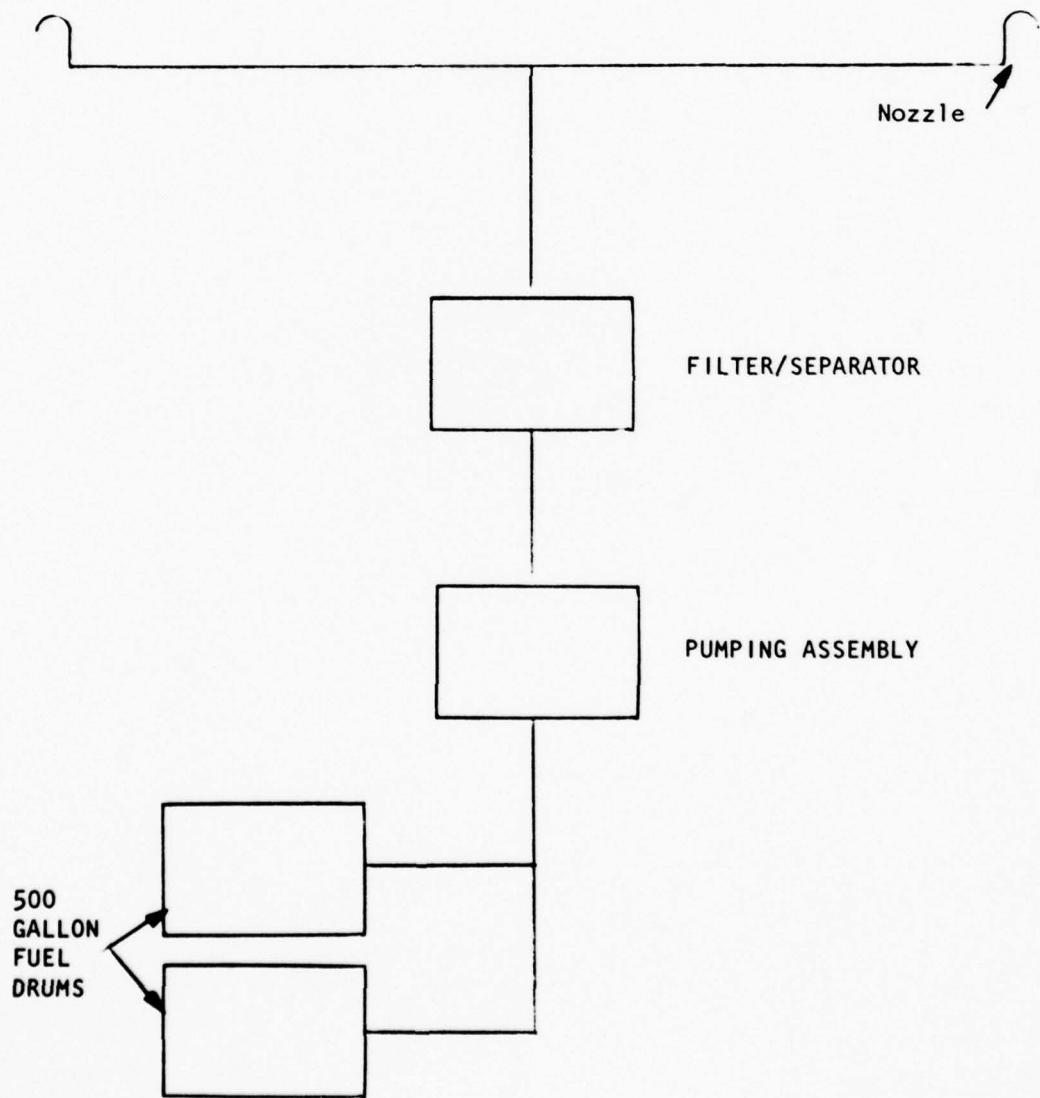 Nozzle
FILTER/SEPARATOR
PUMPING ASSEMBLY
500
GALLON
FUEL
DRUMS